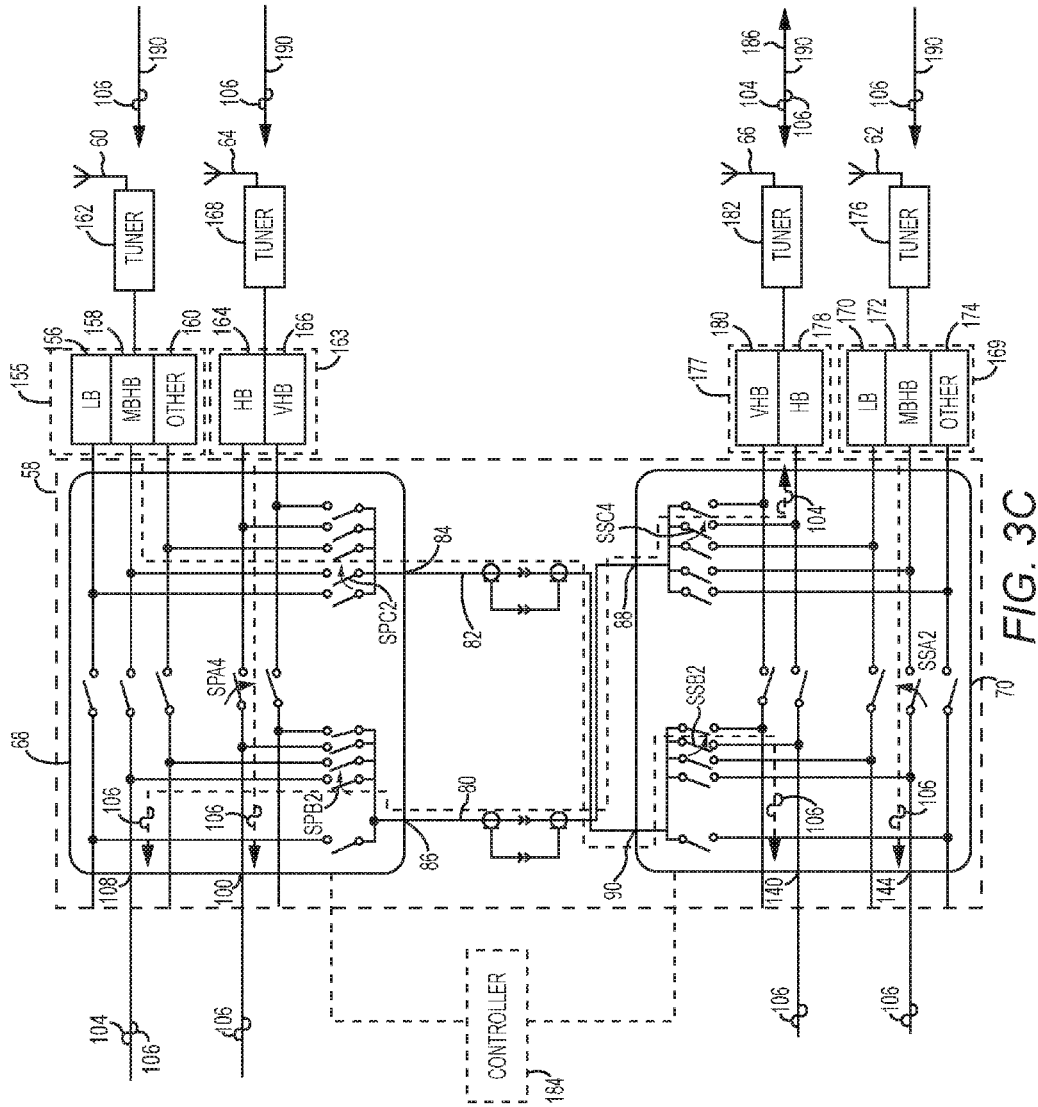 184
CONTROLLER
106
106
106
104
106
144
140
90
86
100
108
106
106
106
106
80
SSB2
SPB2
68
70
SSA2
SPA4
88
82
84
SSC4
SPC2
104
58
169
174
OTHER
172
MBHB
170
LB
177
178
HB
180
VHB
163
166
VHB
164
HB
160
OTHER
158
MBHB
156
LB
155
176
TUNER
182
TUNER
168
TUNER
162
TUNER
62
66
64
60
106
190
104
106
190
186
106
190
106
190
FIG. 3C